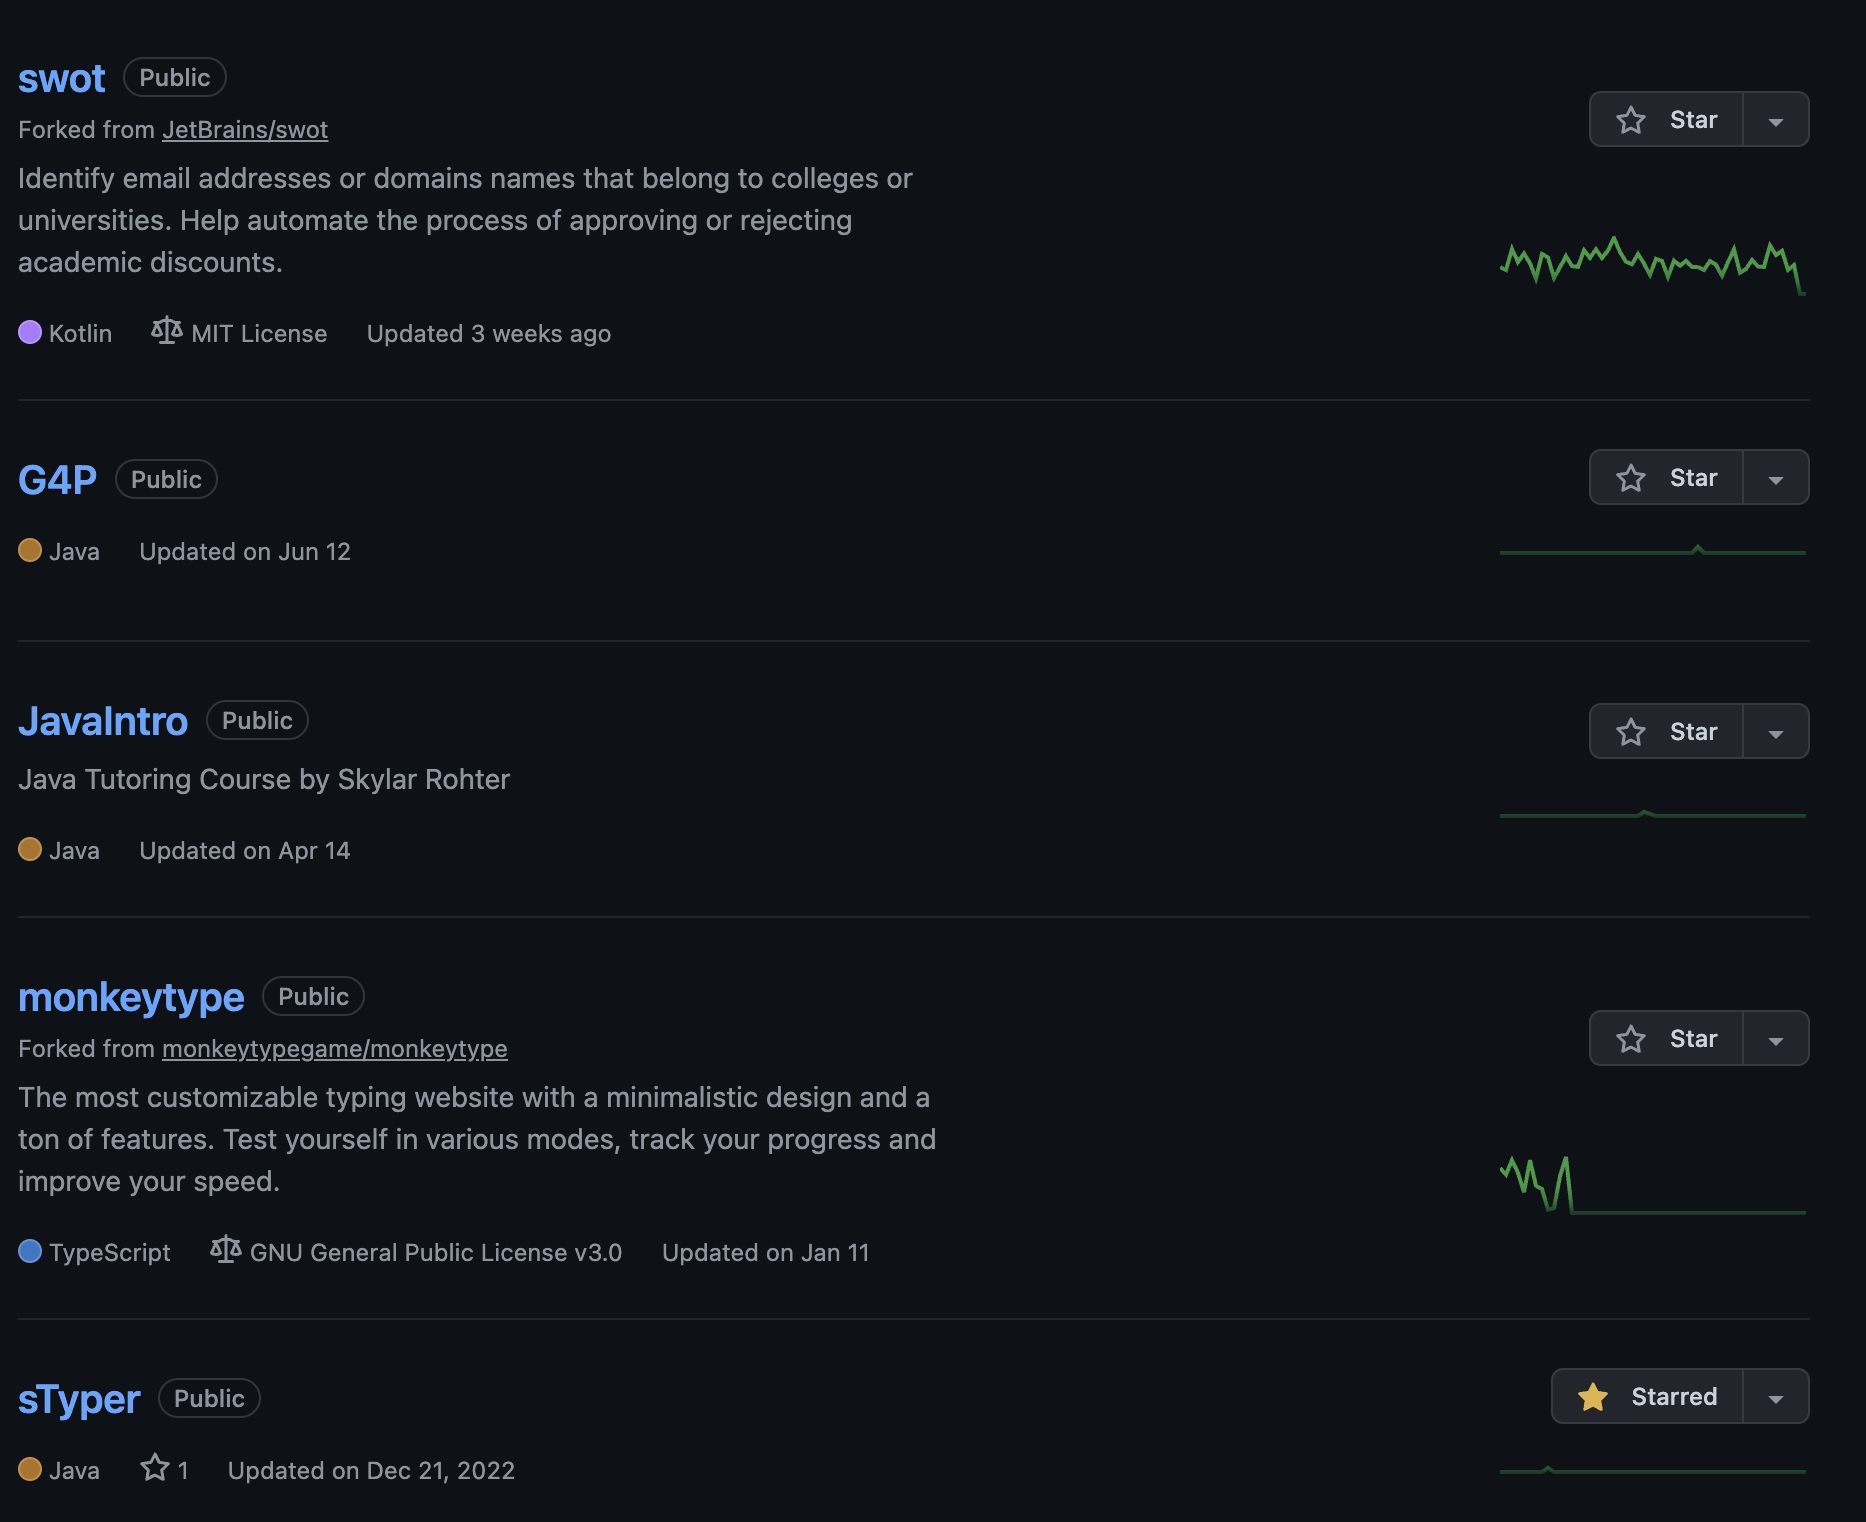 swot Public
Star
Forked from JetBrains/swot
Identify email addresses or domains names that belong to colleges or
universities. Help automate the process of approving or rejecting
academic discounts.
Kotlin MIT License Updated 3 weeks ago
G4P Public
Star
Java Updated on Jun 12
JavaIntro Public
Star
Java Tutoring Course by Skylar Rohter
Java Updated on Apr 14
monkeytype Public
Star
Forked from monkeytypegame/monkeytype
The most customizable typing website with a minimalistic design and a
ton of features. Test yourself in various modes, track your progress and
improve your speed.
TypeScript GNU General Public License v3.0 Updated on Jan 11
sTyper Public
Starred
Java 1 Updated on Dec 21, 2022